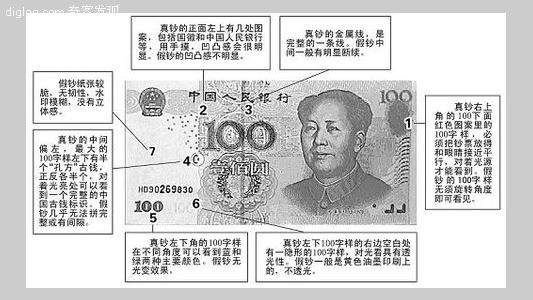 diglog.com 奇客发现
真钞的正面左上有几处图
案,包括国徽和中国人民银行
等,用手摸,凹凸感会很明
显。假钞的凹凸感不明显。
真钞的金属线,是
完整的一条线。假钞中
间一般有明显断续。
假钞纸张较
脆,无韧性,水
印模糊,没有立
体感。
真钞的中间
偏左,最大的
100字样左下有半
个“孔方”古钱,
正反各半个,对
着光亮处可以看
到一个完整的中
国古钱标识。假
钞几乎无法拼完
整或有间隙。
真钞右上
角的100下面
红色图案里的
100字样,必
须把钞票放得
和眼睛接近平
行,对着光源
才能看到。假钞
的100字样
无须旋转角度
即可看见。
中国人民银行
100
2
3
1
100
7
4
壹佰圆
HD90269830
100
5
6
真钞左下角的100字样
在不同角度可以看到蓝和
绿两种主要颜色。假钞无
光变效果。
真钞左下100字样的右边空白处
有一隐形的100字样,对光看具有透
光性。假钞一般是黄色油墨印刷上
的,不透光。